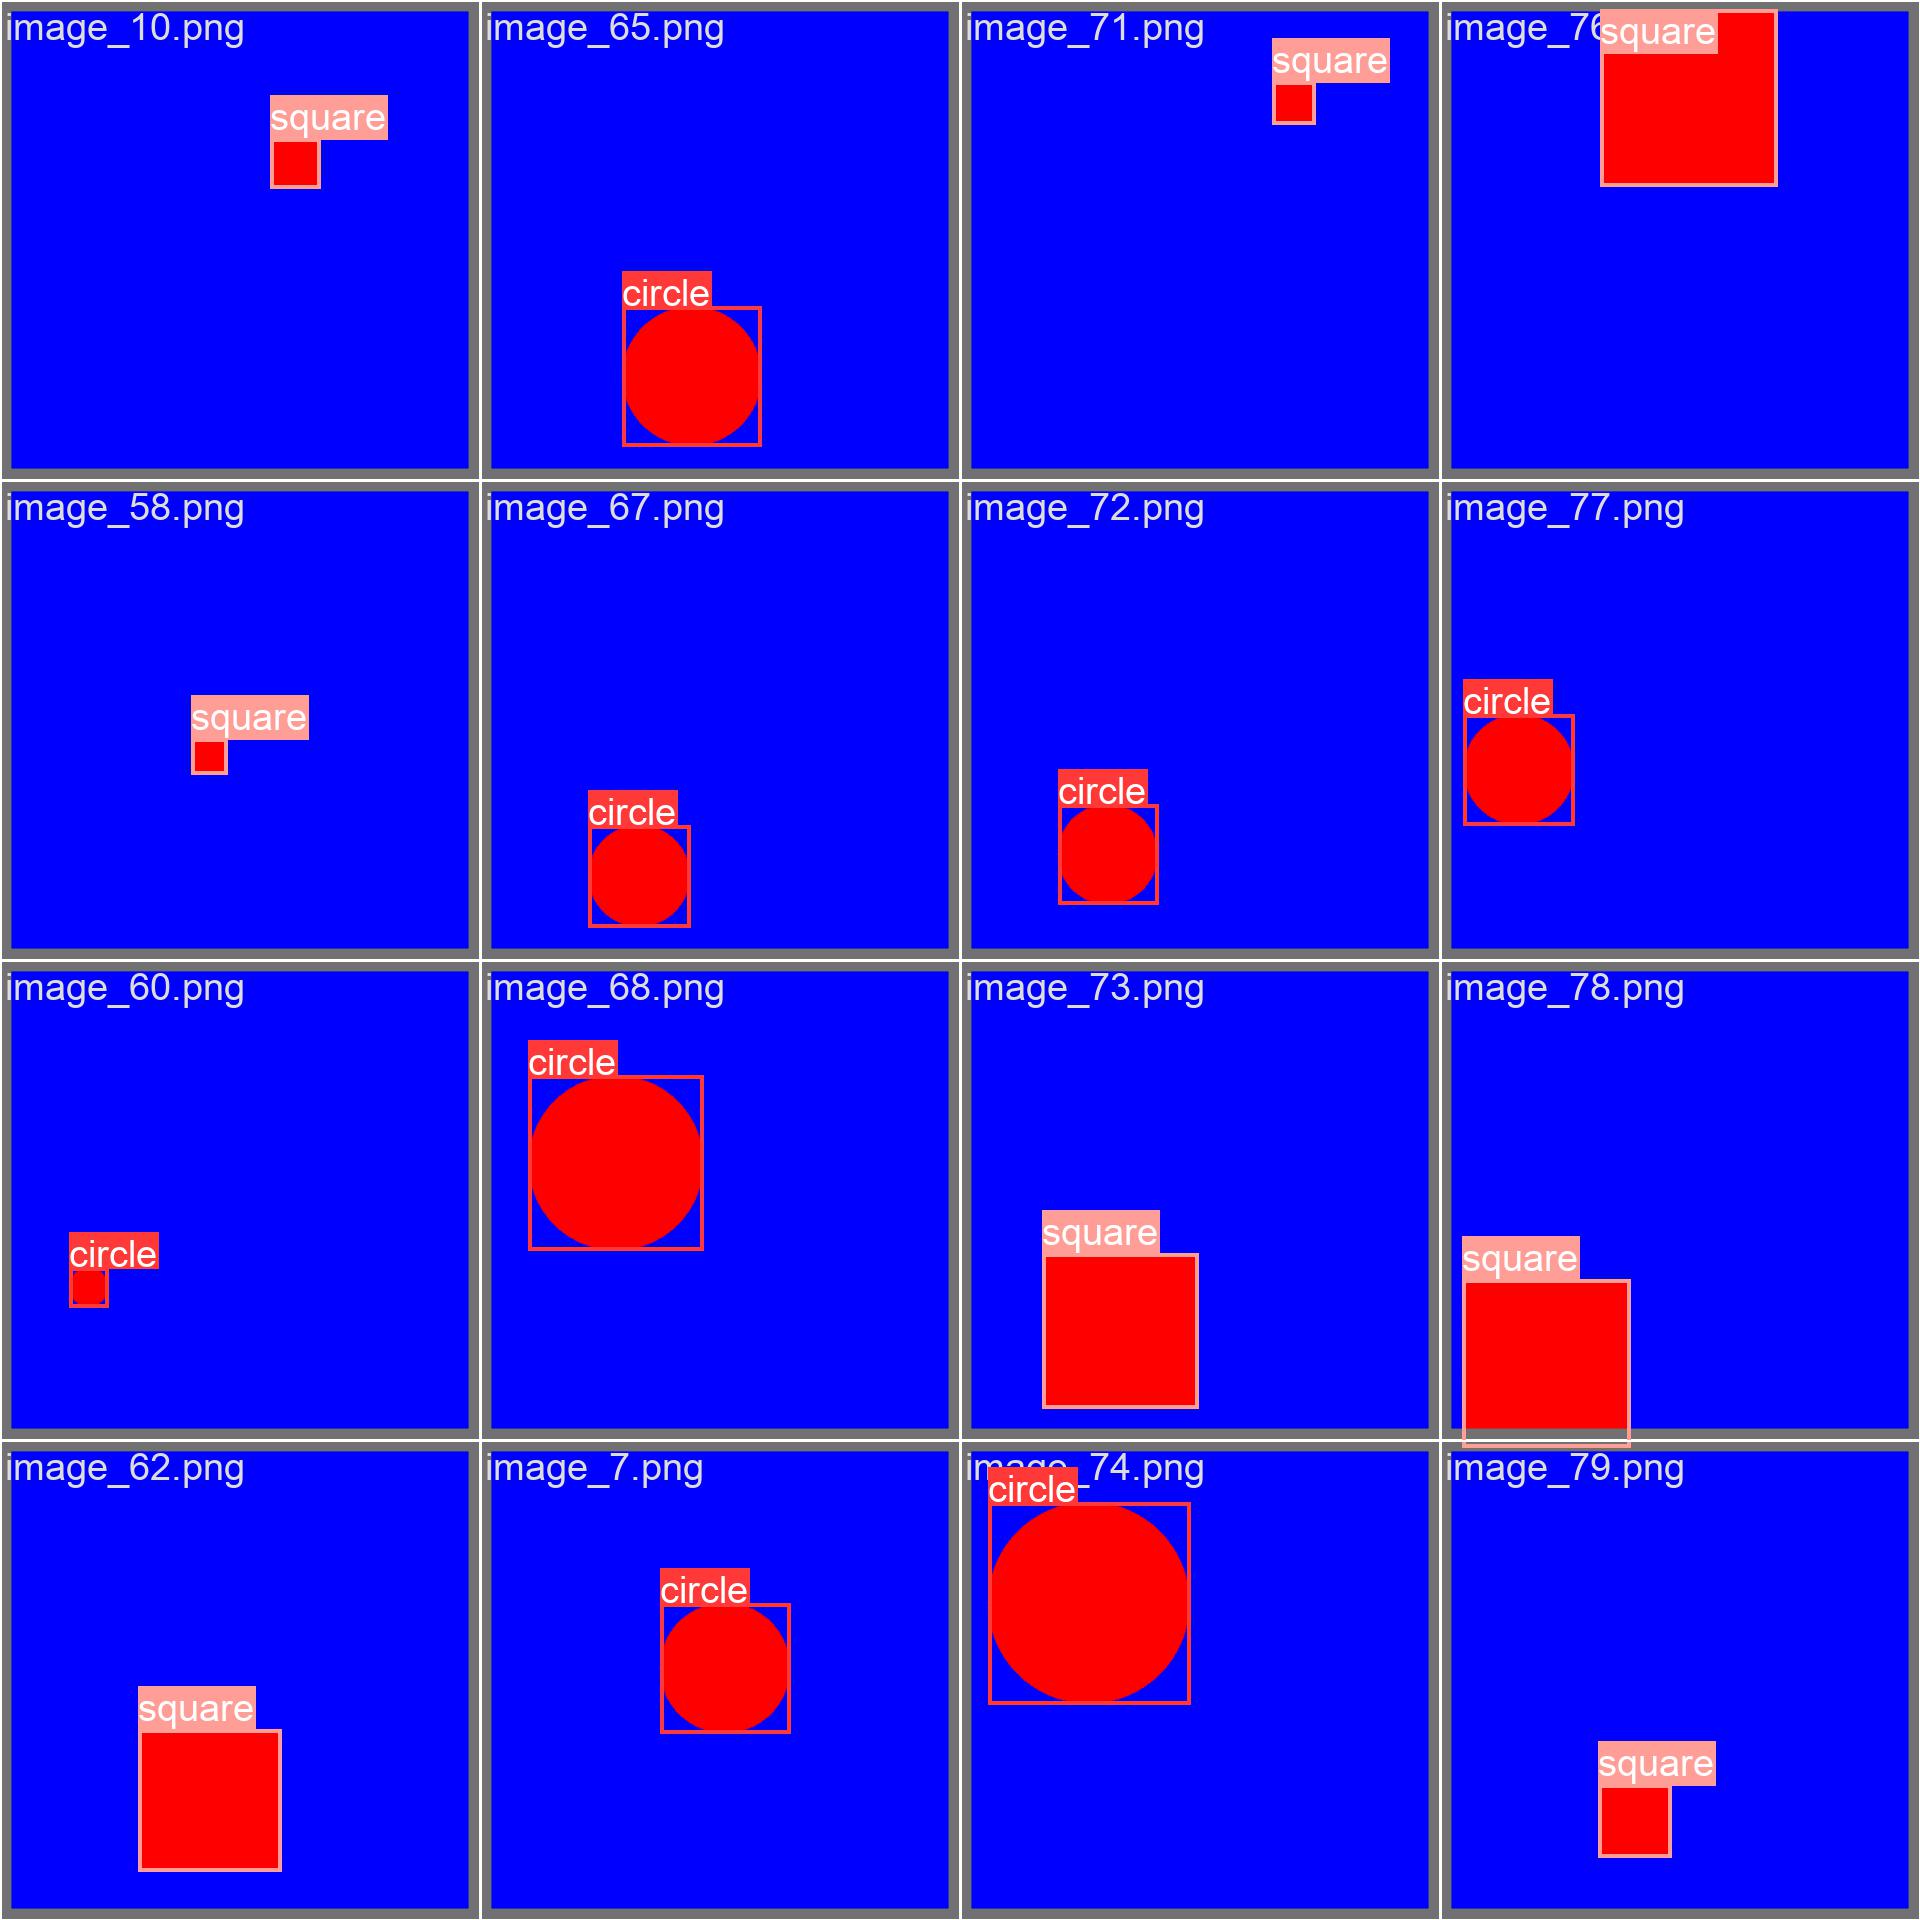 image_10.png
square
image_65.png
circle
image_71.png
square
image_76
square
image_58.png
square
image_67.png
circle
image_72.png
circle
image_77.png
circle
image_60.png
circle
image_68.png
circle
image_73.png
square
image_78.png
square
image_62.png
square
image_7.png
circle
image_74.png
circle
image_79.png
square